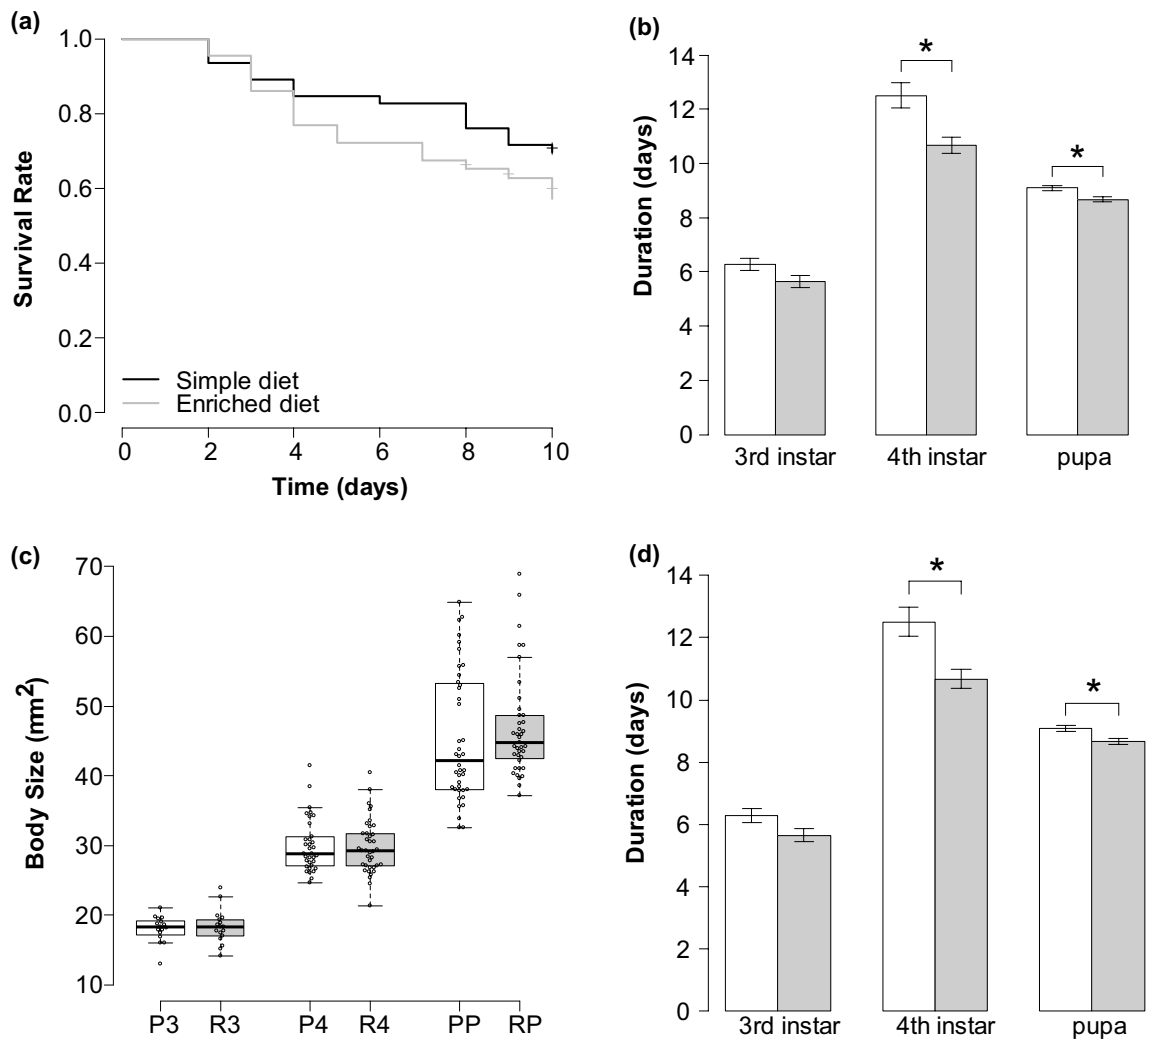 (a)
1.0
0.8
0.6
0.4
0.2
0.0
Survival Rate
Simple diet
Enriched diet
0 2 4 6 8 10
Time (days)
(b)
14
12
10
8
6
4
2
0
Duration (days)
* *
3rd instar 4th instar pupa
(c)
70
60
50
40
30
20
10
Body Size (mm2)
P3 R3 P4 R4 PP RP
(d)
14
12
10
8
6
4
2
0
Duration (days)
* *
3rd instar 4th instar pupa